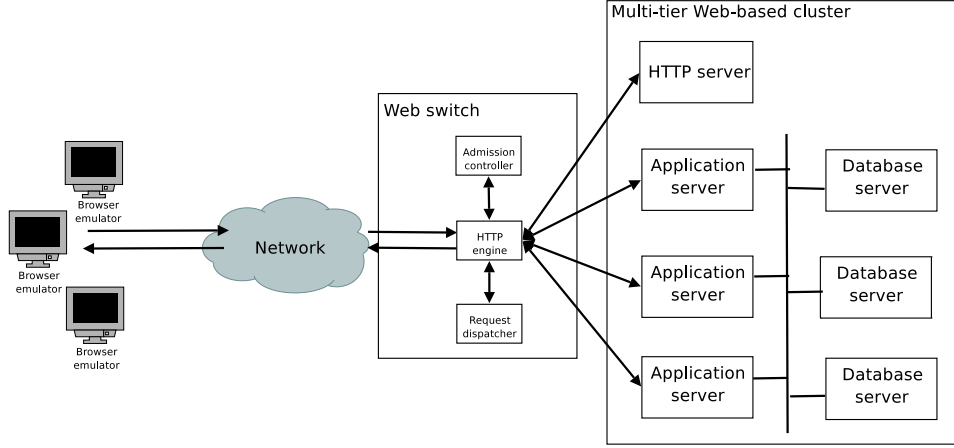 Multi-tier Web-based cluster
HTTP server
Web switch
Admission
controller
Application
server
Database
server
Browser
emulator
HTTP
engine
Network
Browser
emulator
Application
server
Database
server
Request
dispatcher
Browser
emulator
Application
server
Database
server